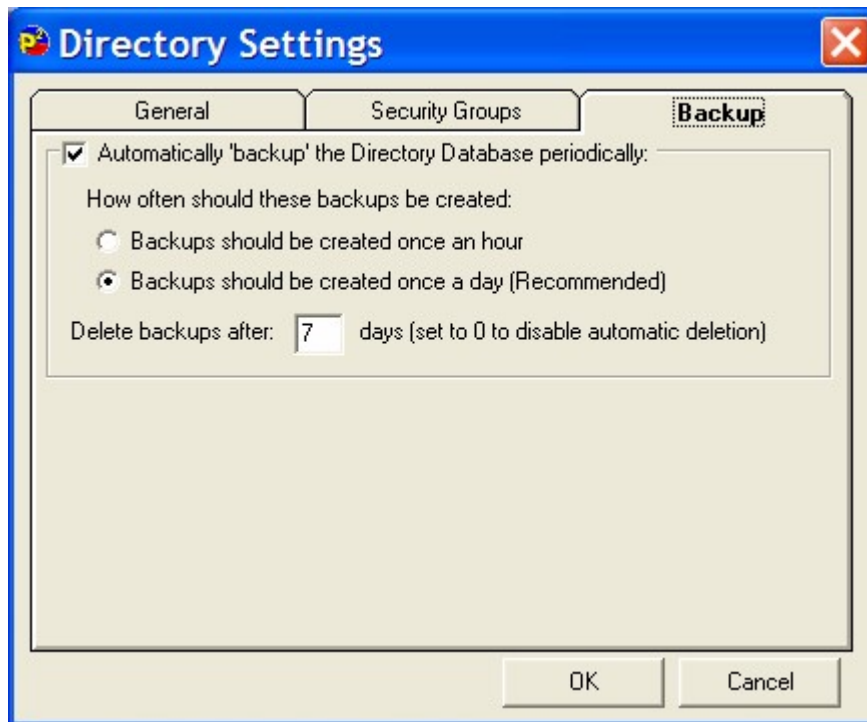 Directory Settings
General Security Groups Backup
Automatically 'backup' the Directory Database periodically:
How often should these backups be created:
Backups should be created once an hour
Backups should be created once a day (Recommended)
Delete backups after: 7 days (set to 0 to disable automatic deletion)
OK Cancel